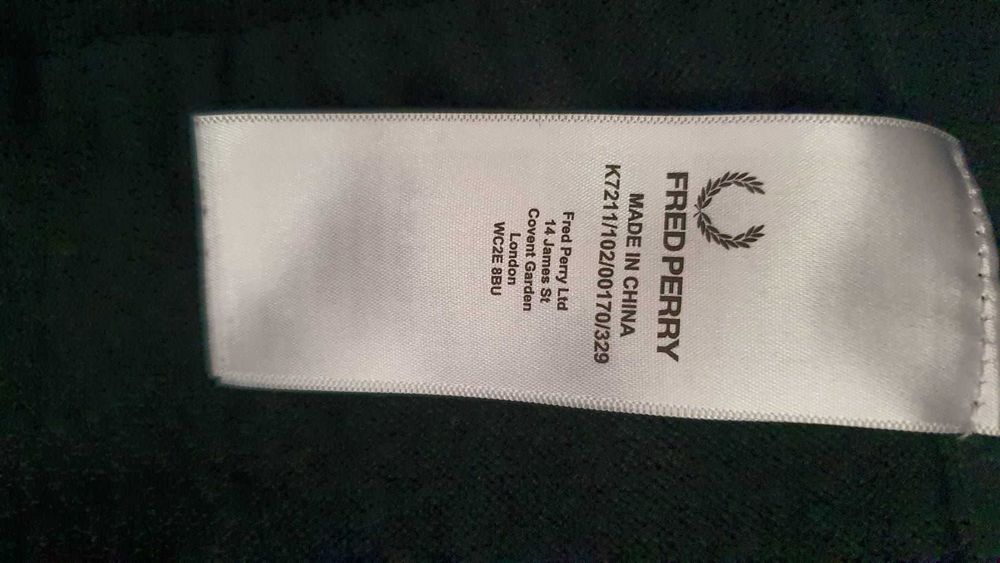 FRED PERRY
MADE IN CHINA
K7211/102/00170/329
Fred Perry Ltd
14 James St
Covent Garden
London
WC2E 8BU